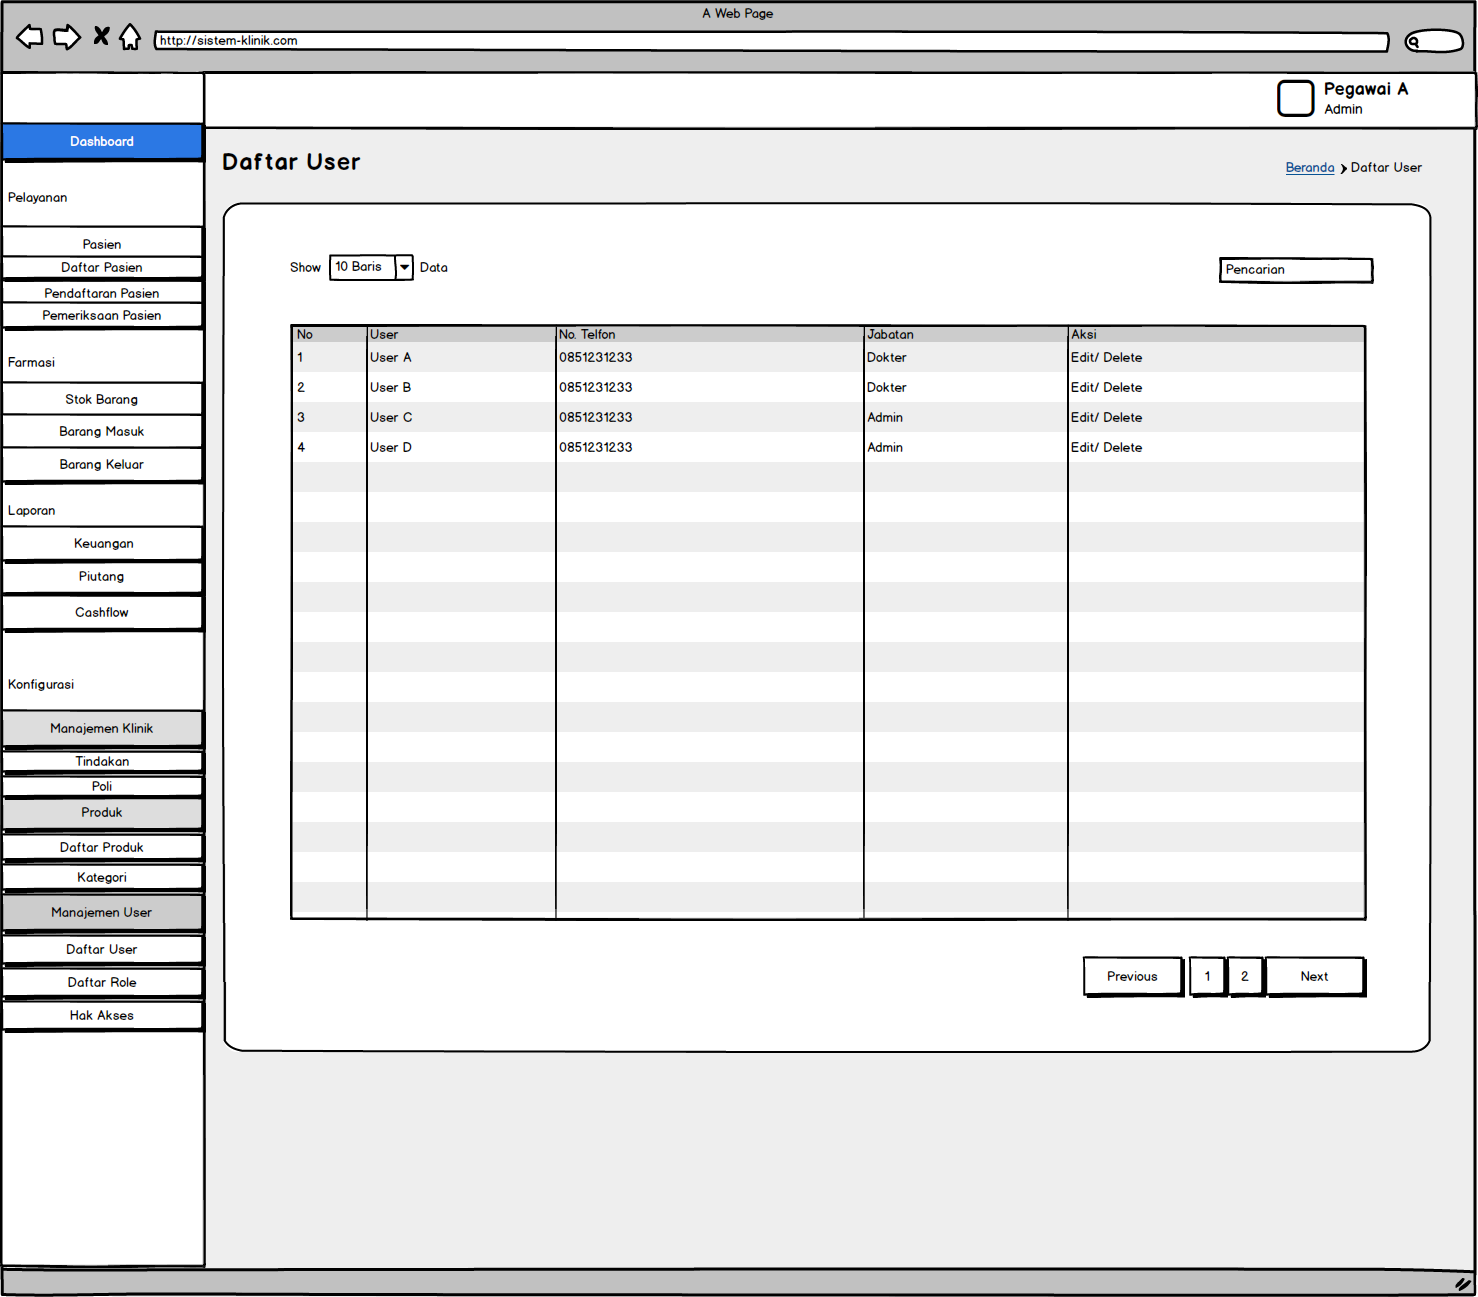 A Web Page
http://sistem-klinik.com
Pegawai A
Admin
Dashboard
Pelayanan
Pasien
Daftar Pasien
Pendaftaran Pasien
Pemeriksaan Pasien
Farmasi
Stok Barang
Barang Masuk
Barang Keluar
Laporan
Keuangan
Piutang
Cashflow
Konfigurasi
Manajemen Klinik
Tindakan
Poli
Produk
Daftar Produk
Kategori
Manajemen User
Daftar User
Daftar Role
Hak Akses
Daftar User
Beranda Daftar User
Show 10 Baris Data
Pencarian
No User No. Telfon Jabatan Aksi
1 User A 0851231233 Dokter Edit/ Delete
2 User B 0851231233 Dokter Edit/ Delete
3 User C 0851231233 Admin Edit/ Delete
4 User D 0851231233 Admin Edit/ Delete
Previous 1 2 Next